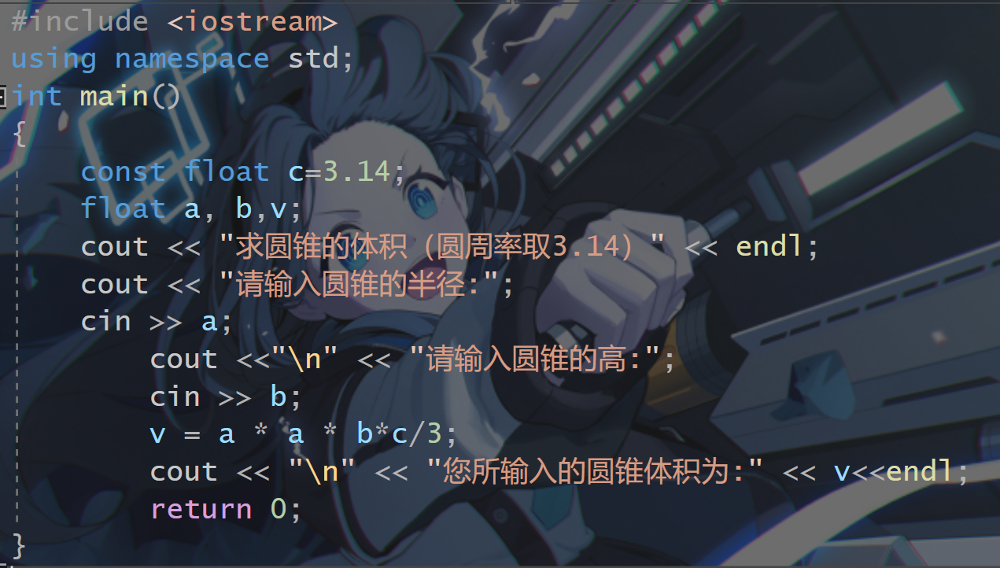 #include <iostream>
using namespace std;
int main()
{
const float c=3.14;
float a, b,v;
cout << "求圆锥的体积（圆周率取3.14）" << endl;
cout << "请输入圆锥的半径:";
cin >> a;
cout <<"\n" << "请输入圆锥的高:";
cin >> b;
v = a * a * b*c/3;
cout << "\n" << "您所输入的圆锥体积为:" << v<<endl;
return 0;
}